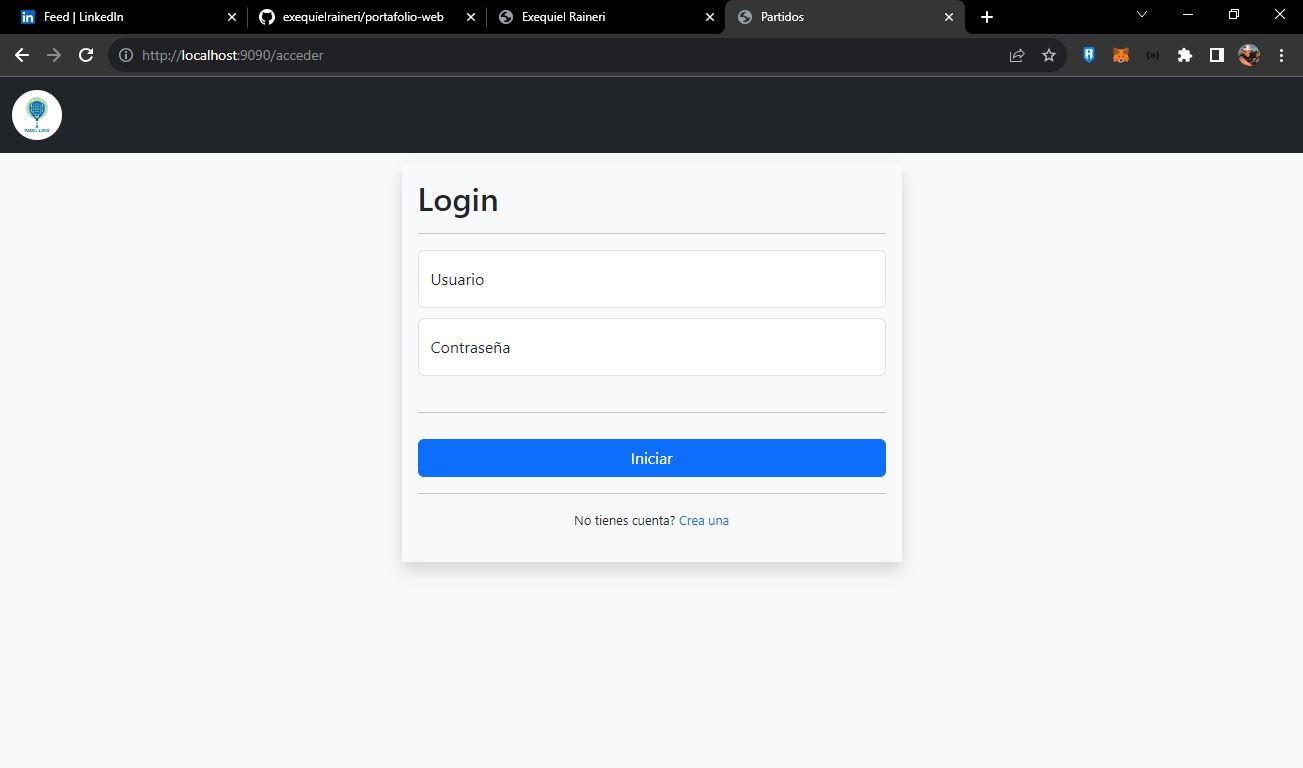 Feed | LinkedIn
exequielraineri/portafolio-web
Exequiel Raineri
Partidos
http://localhost:9090/acceder
PADEL LOGO
Login
Usuario
Contraseña
Iniciar
No tienes cuenta? Crea una